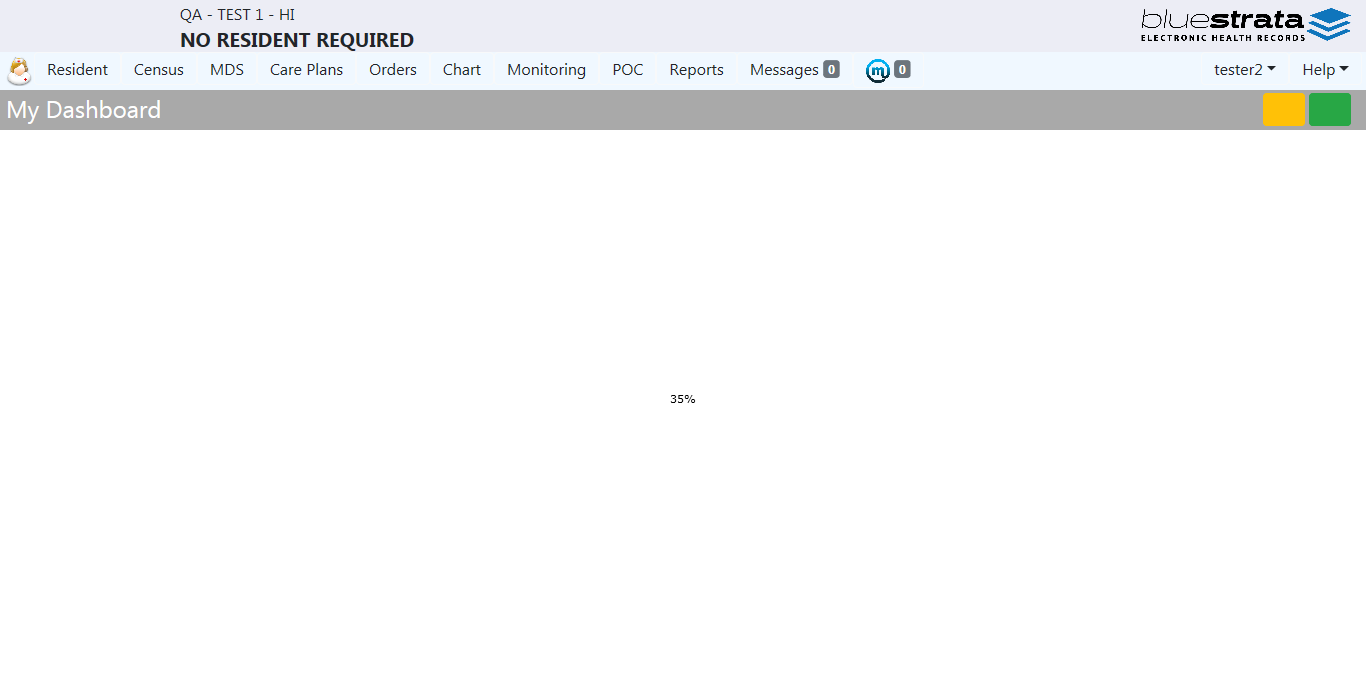 QA - TEST 1 - HI
NO RESIDENT REQUIRED
bluestrata
ELECTRONIC HEALTH RECORDS
Resident Census MDS Care Plans Orders Chart Monitoring POC Reports Messages 0 m 0 tester2 Help
My Dashboard
35%